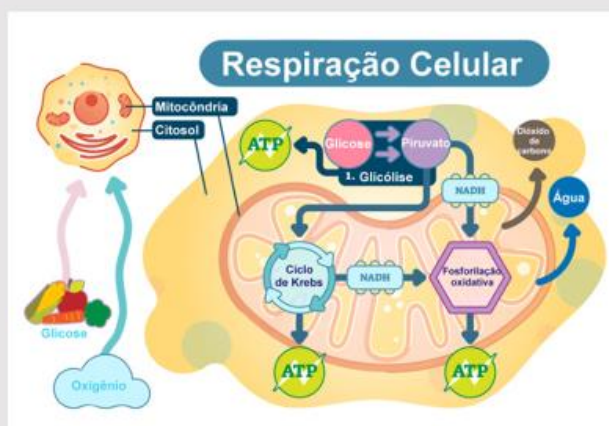 Respiração Celular
Mitocôndria
Citosol
ATP
Glicose
Piruvato
1. Glicólise
NADH
Dióxido
de
carbono
Água
Ciclo
de Krebs
NADH
Fosforilação
oxidativa
Glicose
Oxigênio
ATP
ATP